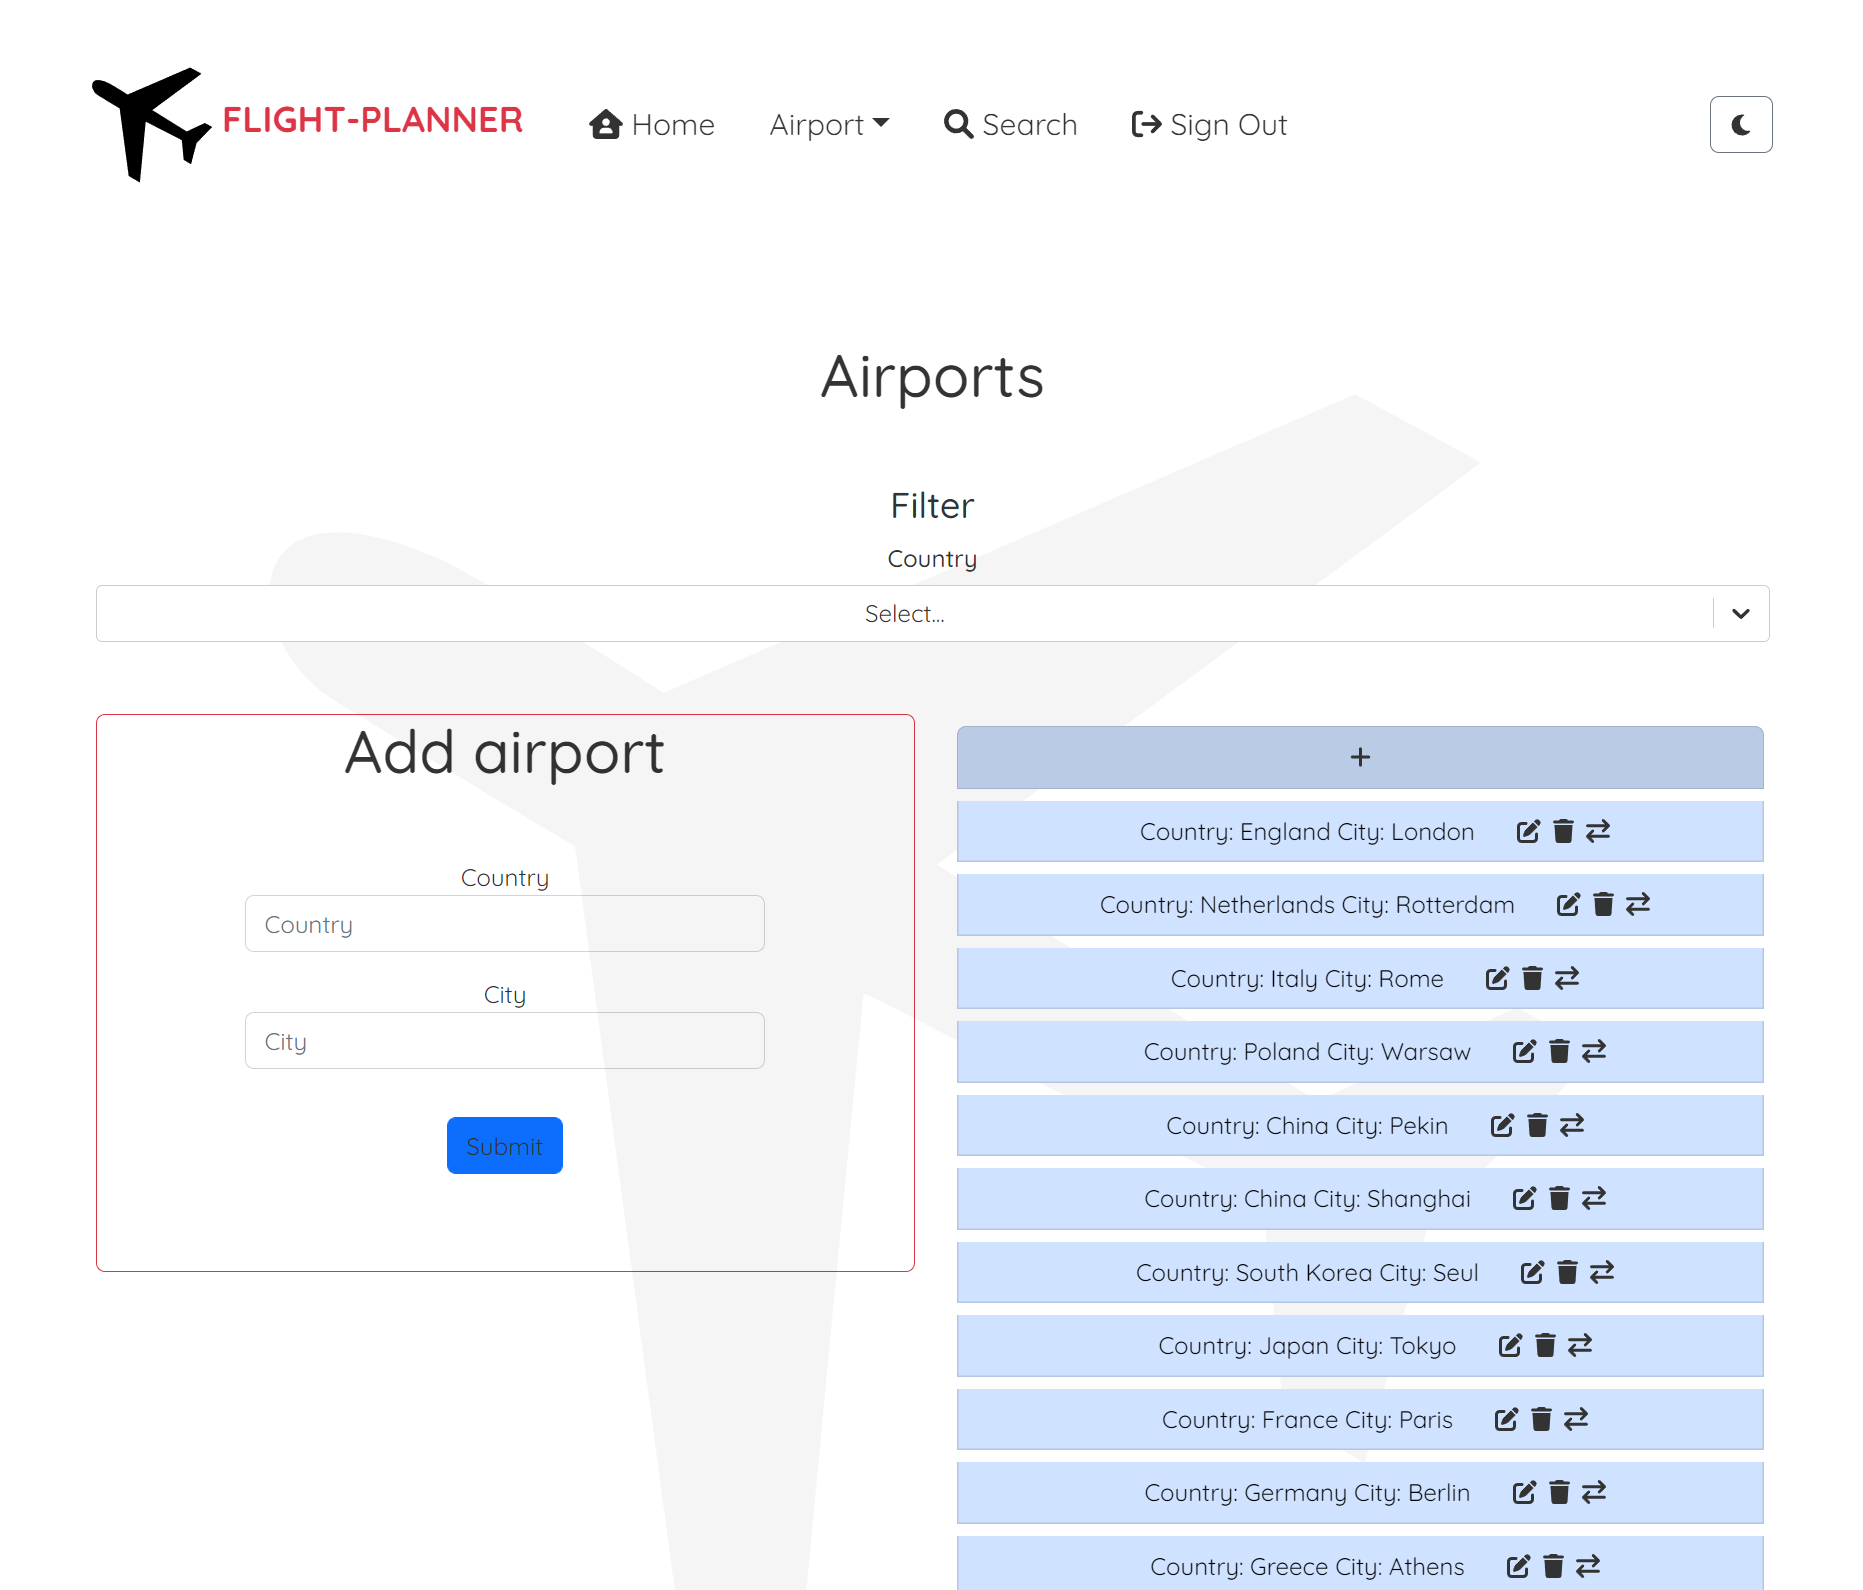 FLIGHT-PLANNER
Home
Airport
Search
Sign Out
Airports
Filter
Country
Select...
Add airport
Country
Country
City
City
Submit
+
Country: England City: London
Country: Netherlands City: Rotterdam
Country: Italy City: Rome
Country: Poland City: Warsaw
Country: China City: Pekin
Country: China City: Shanghai
Country: South Korea City: Seul
Country: Japan City: Tokyo
Country: France City: Paris
Country: Germany City: Berlin
Country: Greece City: Athens